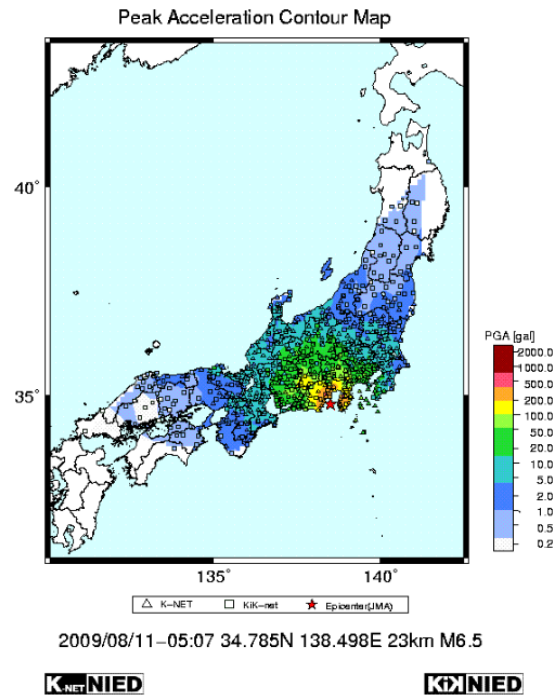 Peak Acceleration Contour Map
40°
35°
135°
140°
PGA [gal]
2000.0
1000.0
500.0
200.0
100.0
50.0
20.0
10.0
5.0
2.0
1.0
0.5
0.2
K-NET
KiK-net
Epicenter(JMA)
2009/08/11-05:07 34.785N 138.498E 23km M6.5
K-NET NIED
KiK NIED